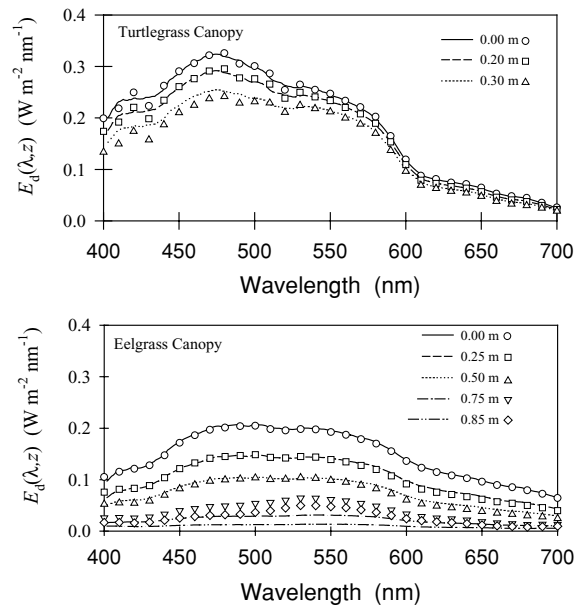 Turtlegrass Canopy
0.00 m
0.20 m
0.30 m
E_d(λ,z) (W m⁻² nm⁻¹)
0.4
0.3
0.2
0.1
0.0
400 450 500 550 600 650 700
Wavelength (nm)
Eelgrass Canopy
0.00 m
0.25 m
0.50 m
0.75 m
0.85 m
E_d(λ,z) (W m⁻² nm⁻¹)
0.4
0.3
0.2
0.1
0.0
400 450 500 550 600 650 700
Wavelength (nm)